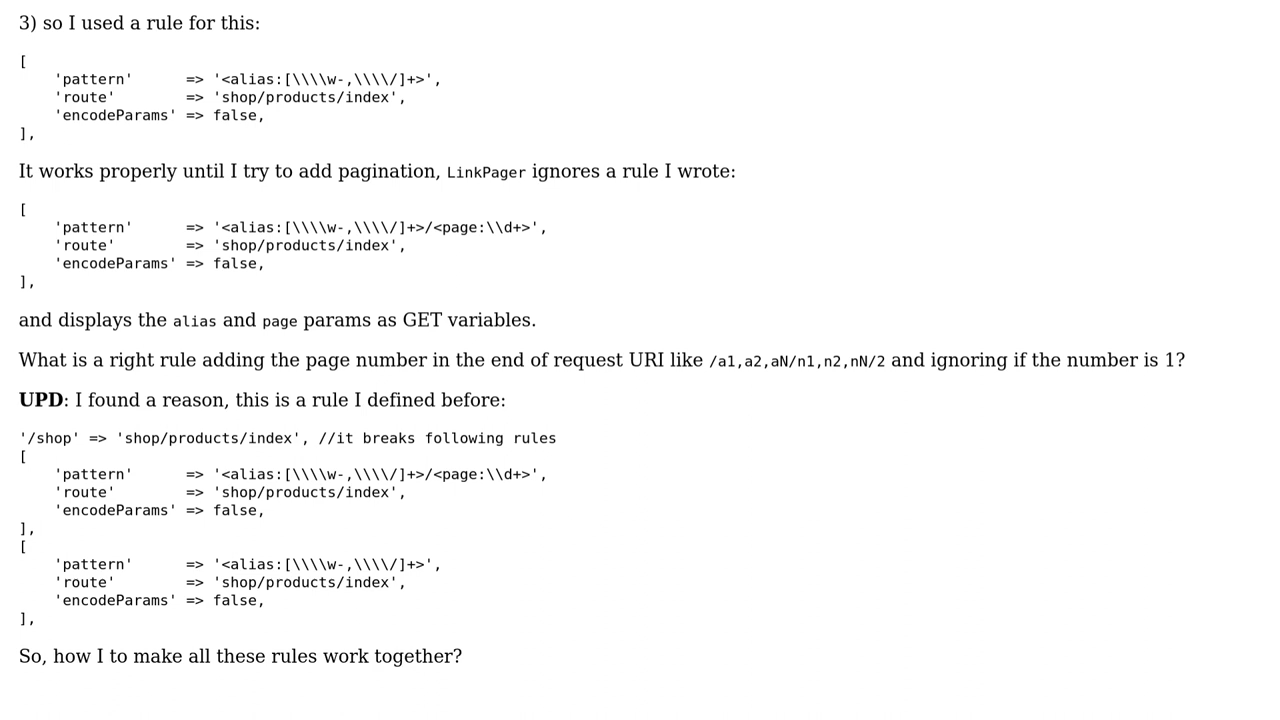 3) so I used a rule for this:
[
    'pattern'      => '<alias:[\\\\w-,\\\\/]+>',
    'route'        => 'shop/products/index',
    'encodeParams' => false,
],
It works properly until I try to add pagination, LinkPager ignores a rule I wrote:
[
    'pattern'      => '<alias:[\\\\w-,\\\\/]+>/<page:\\d+>',
    'route'        => 'shop/products/index',
    'encodeParams' => false,
],
and displays the alias and page params as GET variables.
What is a right rule adding the page number in the end of request URI like /a1,a2,aN/n1,n2,nN/2 and ignoring if the number is 1?
UPD: I found a reason, this is a rule I defined before:
'/shop' => 'shop/products/index', //it breaks following rules
[
    'pattern'      => '<alias:[\\\\w-,\\\\/]+>/<page:\\d+>',
    'route'        => 'shop/products/index',
    'encodeParams' => false,
],
[
    'pattern'      => '<alias:[\\\\w-,\\\\/]+>',
    'route'        => 'shop/products/index',
    'encodeParams' => false,
],
So, how I to make all these rules work together?